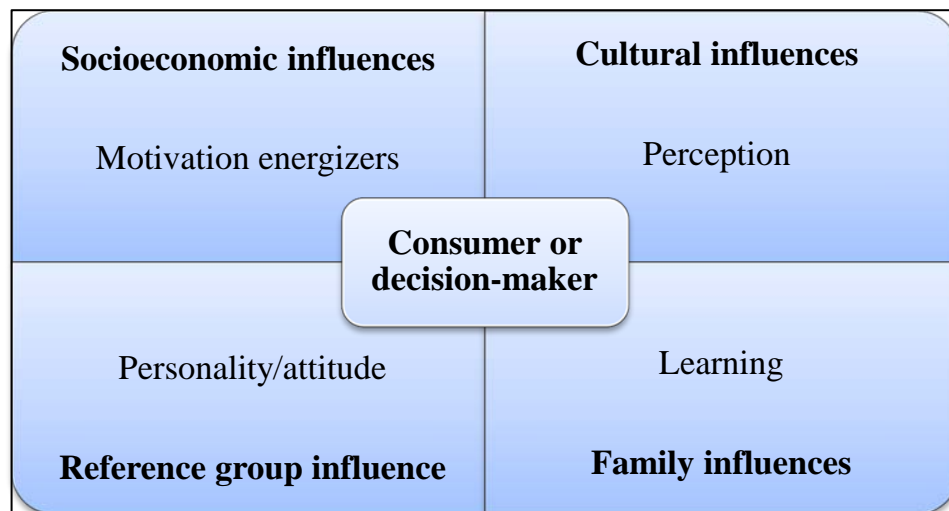 Socioeconomic influences
Motivation energizers
Cultural influences
Perception
Consumer or
decision-maker
Personality/attitude
Reference group influence
Learning
Family influences